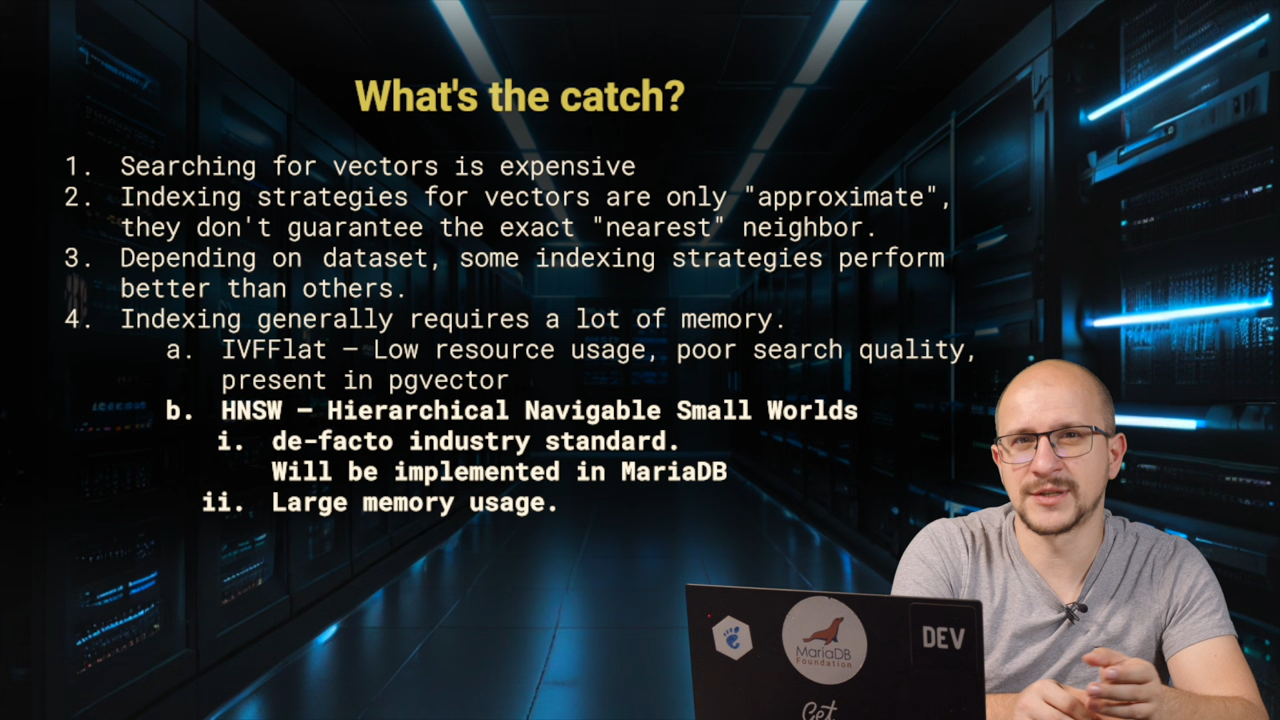 What's the catch?
1. Searching for vectors is expensive
2. Indexing strategies for vectors are only "approximate",
they don't guarantee the exact "nearest" neighbor.
3. Depending on dataset, some indexing strategies perform
better than others.
4. Indexing generally requires a lot of memory.
a. IVFFlat – Low resource usage, poor search quality,
present in pgvector
b. HNSW – Hierarchical Navigable Small Worlds
i. de-facto industry standard.
Will be implemented in MariaDB
ii. Large memory usage.
MariaDB
Foundation
DEV
Get